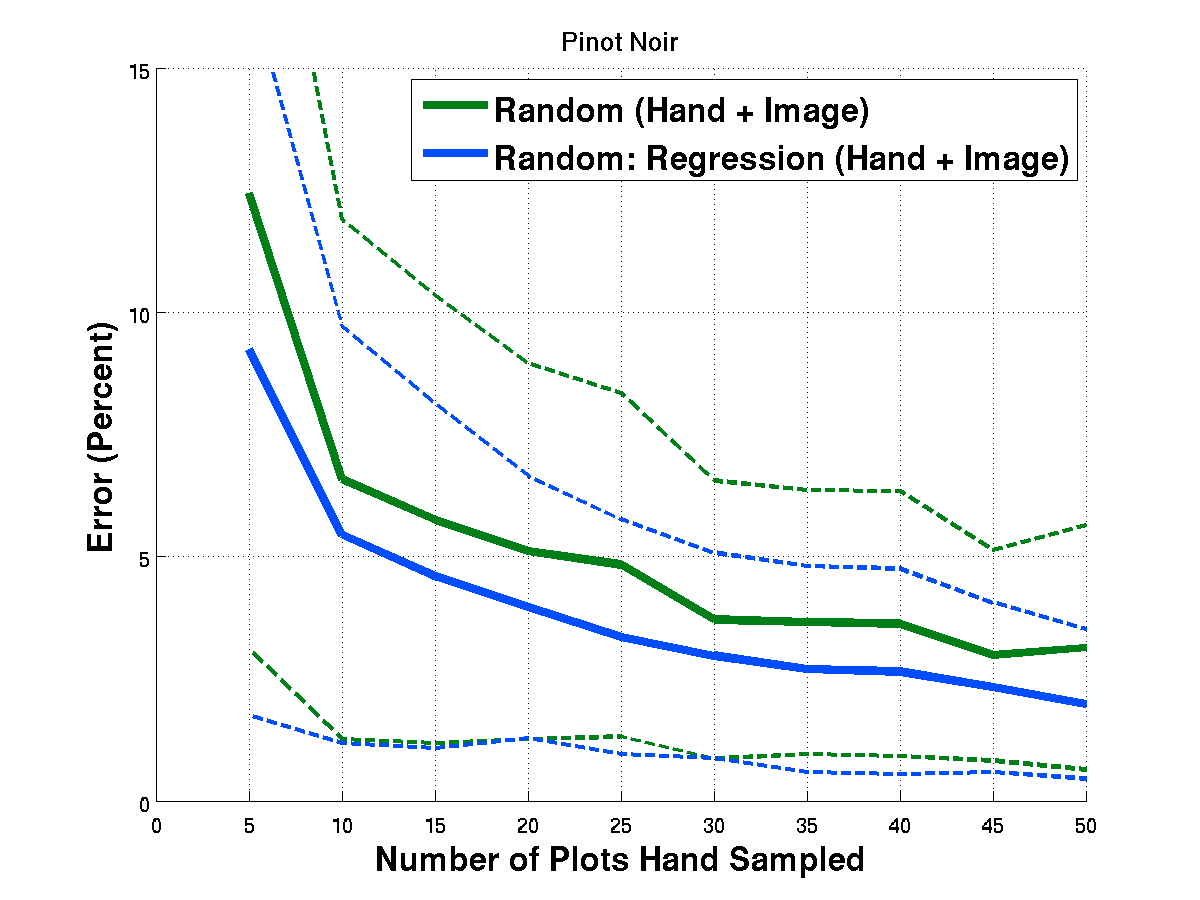 Pinot Noir
15
Random (Hand + Image)
Random: Regression (Hand + Image)
10
Error (Percent)
5
0
0 5 10 15 20 25 30 35 40 45 50
Number of Plots Hand Sampled